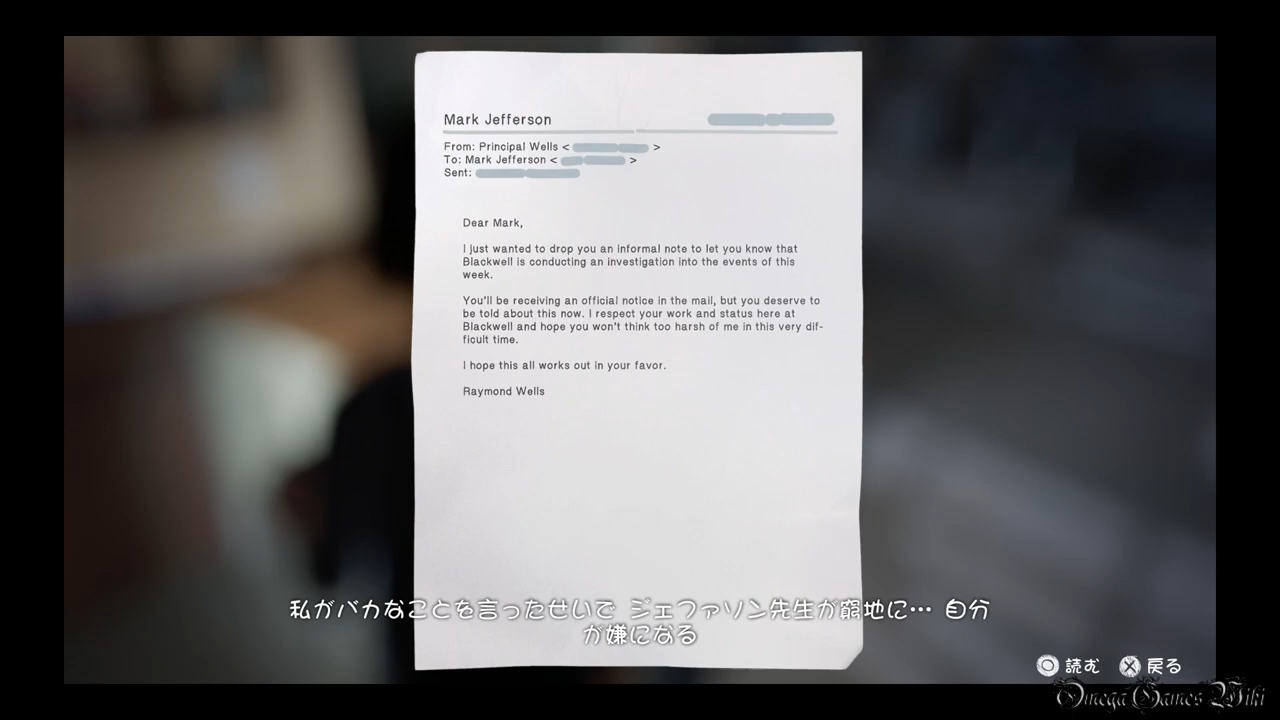 Mark Jefferson
From: Principal Wells < >
To: Mark Jefferson < >
Sent:
Dear Mark,
I just wanted to drop you an informal note to let you know that
Blackwell is conducting an investigation into the events of this
week.
You'll be receiving an official notice in the mail, but you deserve to
be told about this now. I respect your work and status here at
Blackwell and hope you won't think too harsh of me in this very dif-
ficult time.
I hope this all works out in your favor.
Raymond Wells
私がバカなことを言ったせいで ジェファソン先生が窮地に… 自分
が嫌になる
読む 戻る
Omega Games Wiki